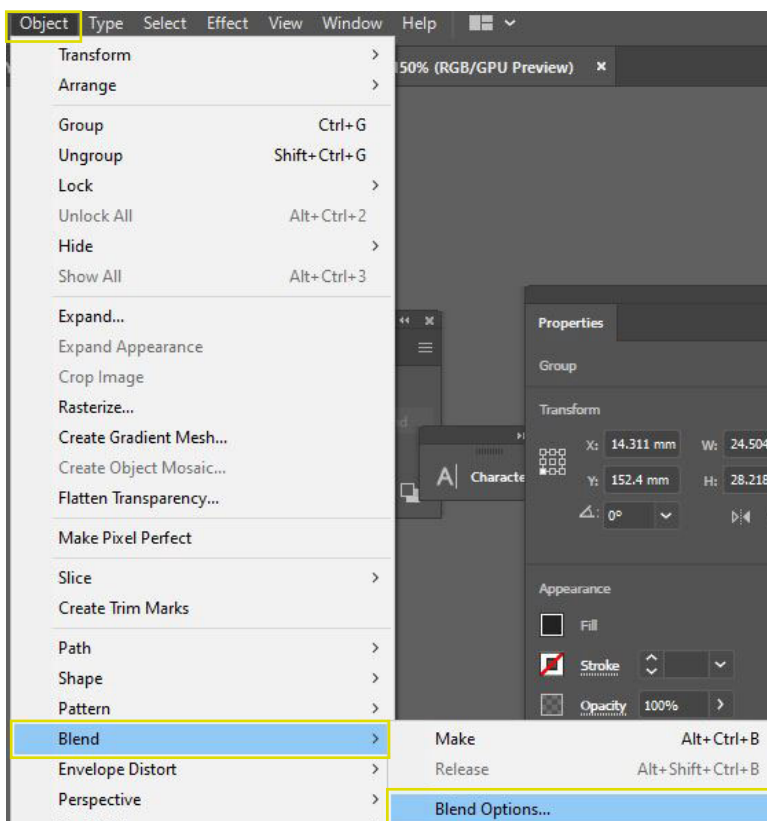 Object Type Select Effect View Window Help
150% (RGB/GPU Preview) ×
Transform
Arrange
Group Ctrl+G
Ungroup Shift+Ctrl+G
Lock
Unlock All Alt+Ctrl+2
Hide
Show All Alt+Ctrl+3
Expand...
Expand Appearance
Crop Image
Rasterize...
Create Gradient Mesh...
Create Object Mosaic...
Flatten Transparency...
Make Pixel Perfect
Slice
Create Trim Marks
Path
Shape
Pattern
Blend
Envelope Distort
Perspective
Make Alt+Ctrl+B
Release Alt+Shift+Ctrl+B
Blend Options...
A| Characte
Properties
Group
Transform
X: 14.311 mm W: 24.504
Y: 152.4 mm H: 28.218
0°
Appearance
Fill
Stroke
Opacity 100%